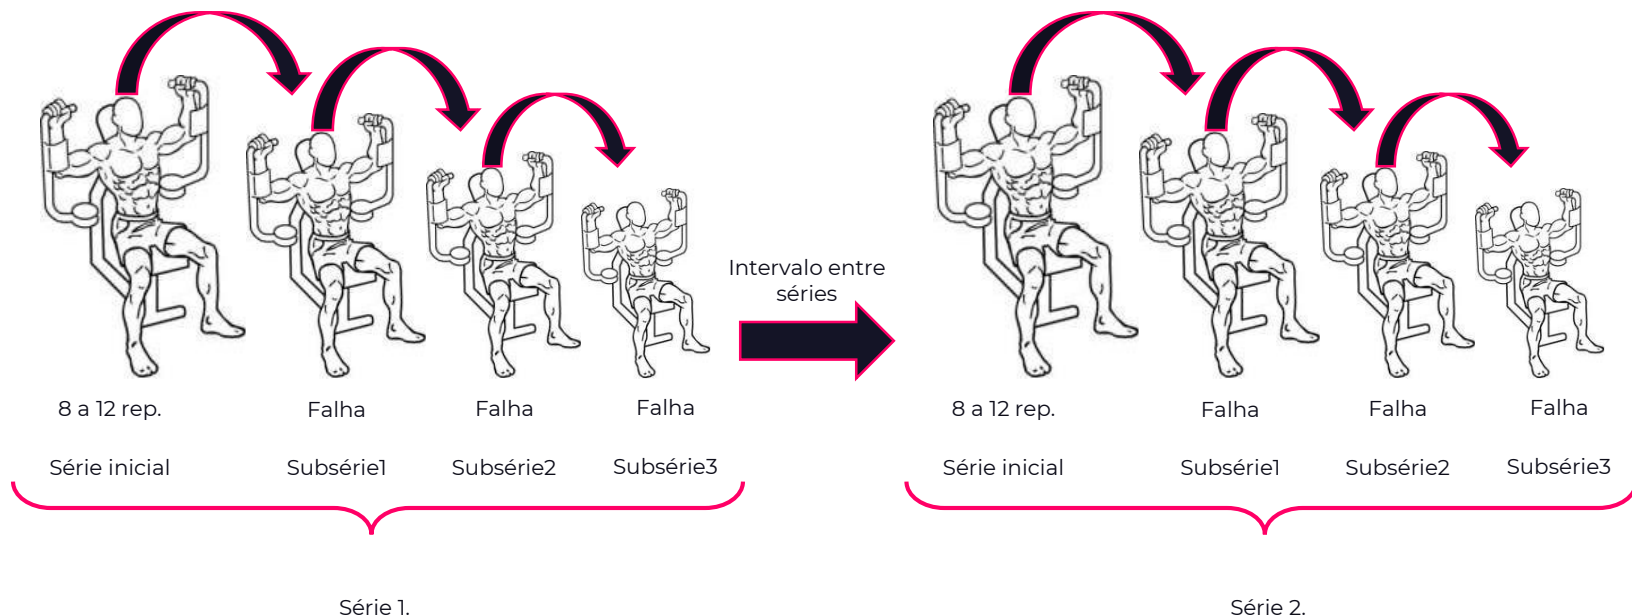 Intervalo entre
séries
8 a 12 rep.
Falha
Falha
Falha
8 a 12 rep.
Falha
Falha
Falha
Série inicial
Subsérie1
Subsérie2
Subsérie3
Série inicial
Subsérie1
Subsérie2
Subsérie3
Série 1.
Série 2.